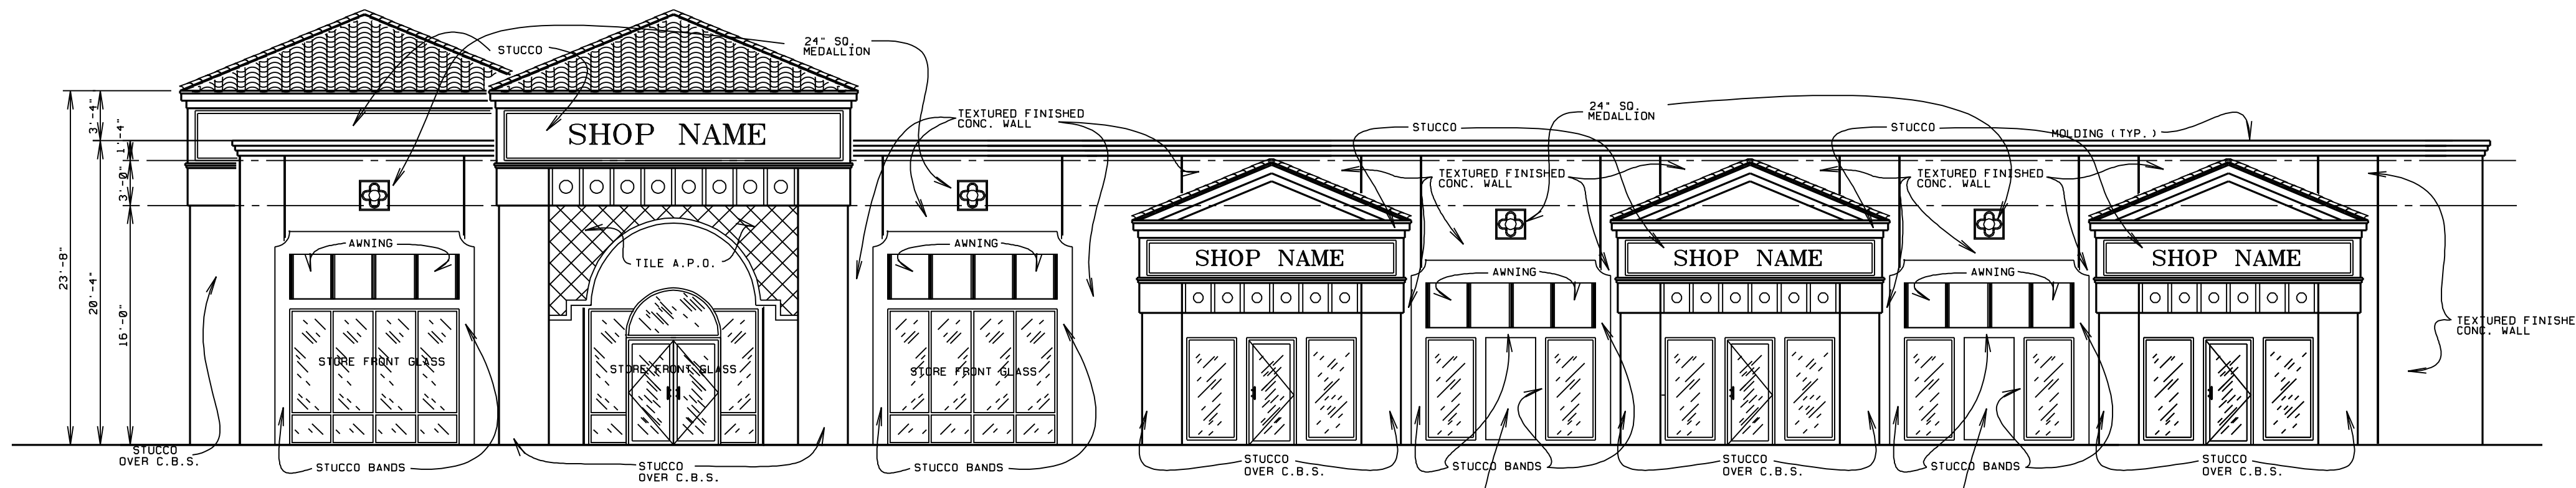 STUCCO
24" SQ.
MEDALLION
24" SQ.
MEDALLION
3'-4"
1'-4"
TEXTURED FINISHED
CONC. WALL
SHOP NAME
STUCCO
STUCCO
MOLDING (TYP.)
3'-0"
TEXTURED FINISHED
CONC. WALL
TEXTURED FINISHED
CONC. WALL
23'-8"
20'-4"
16'-0"
AWNING
TILE A.P.O.
AWNING
SHOP NAME
SHOP NAME
SHOP NAME
AWNING
AWNING
TEXTURED FINISHE
CONC. WALL
STORE FRONT GLASS
STORE FRONT GLASS
STORE FRONT GLASS
STUCCO
OVER C.B.S.
STUCCO BANDS
STUCCO
OVER C.B.S.
STUCCO BANDS
STUCCO
OVER C.B.S.
STUCCO BANDS
STUCCO
OVER C.B.S.
STUCCO BANDS
STUCCO
OVER C.B.S.